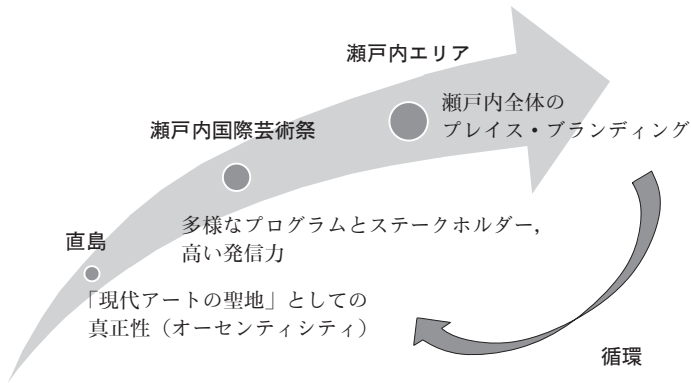 瀬戸内エリア
瀬戸内全体の
プレイス・ブランディング
瀬戸内国際芸術祭
多様なプログラムとステークホルダー，
高い発信力
直島
「現代アートの聖地」としての
真正性（オーセンティシティ）
循環